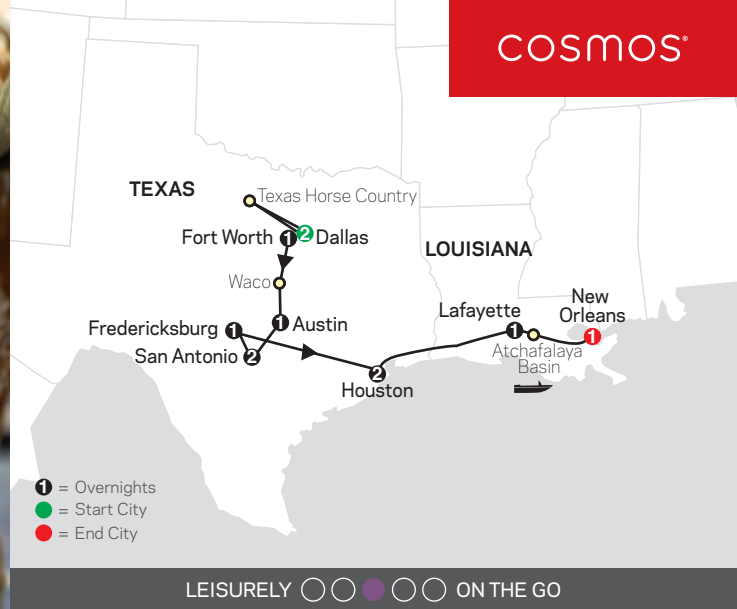 COSMOS®
TEXAS
Texas Horse Country
Fort Worth 1 2 Dallas
LOUISIANA
Waco
New
Orleans
Lafayette
1
1
Atchafalaya
Basin
1 Austin
Fredericksburg 1
San Antonio 2
2
Houston
1 = Overnights
= Start City
= End City
LEISURELY ON THE GO